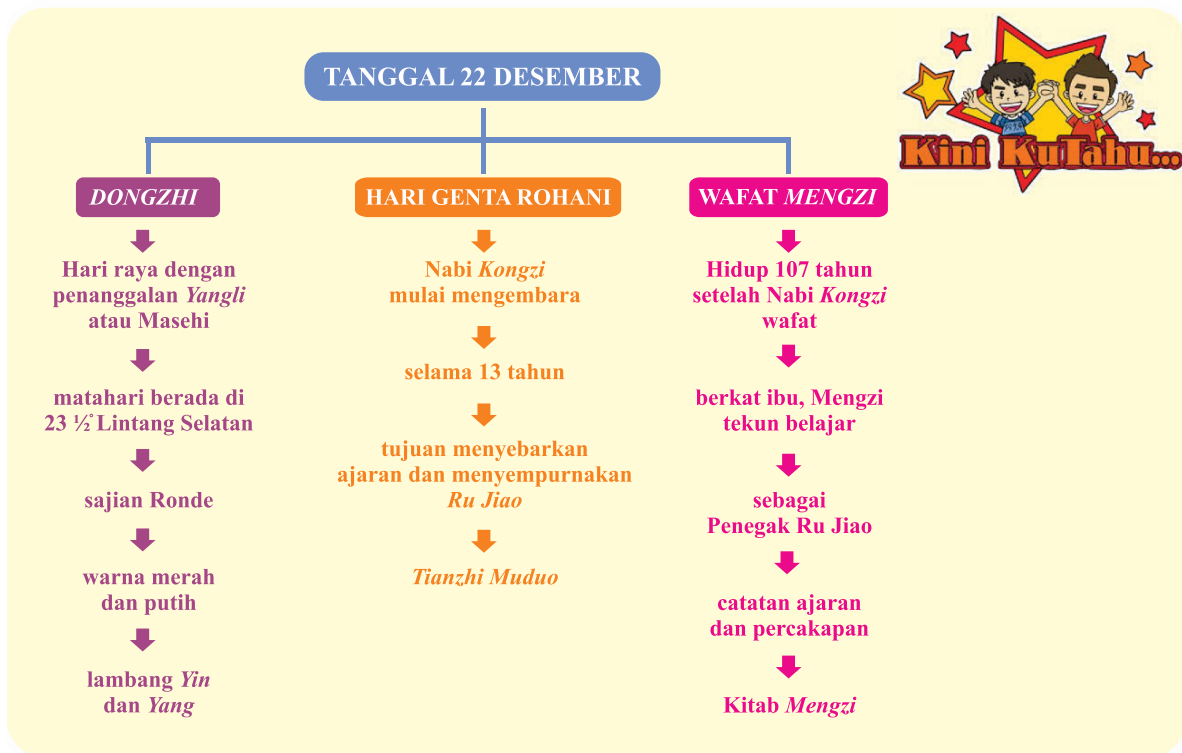 TANGGAL 22 DESEMBER
Kini KuTahu...
DONGZHI
Hari raya dengan
penanggalan Yangli
atau Masehi
matahari berada di
23 ½° Lintang Selatan
sajian Ronde
warna merah
dan putih
lambang Yin
dan Yang
HARI GENTA ROHANI
Nabi Kongzi
mulai mengembara
selama 13 tahun
tujuan menyebarkan
ajaran dan menyempurnakan
Ru Jiao
Tianzhi Muduo
WAFAT MENGZI
Hidup 107 tahun
setelah Nabi Kongzi
wafat
berkat ibu, Mengzi
tekun belajar
sebagai
Penegak Ru Jiao
catatan ajaran
dan percakapan
Kitab Mengzi